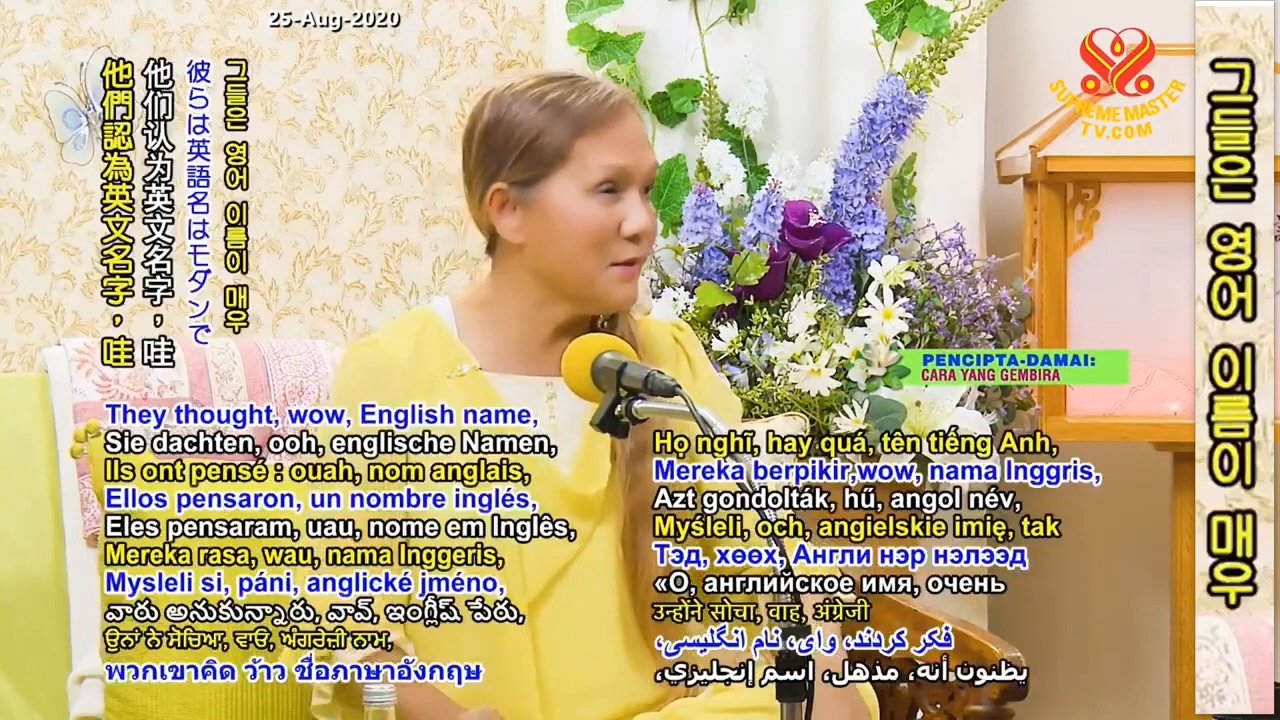 25-Aug-2020
그들은 영어 이름이 매우
彼らは英語名はモダンで
他们认为英文名字，哇
他們認為英文名字，哇
SUPREME MASTER
TV.COM
그들은 영어 이름이 매우
PENCIPTA-DAMAI:
CARA YANG GEMBIRA
They thought, wow, English name,
Sie dachten, ooh, englische Namen,
Ils ont pensé : ouah, nom anglais,
Ellos pensaron, un nombre inglés,
Eles pensaram, uau, nome em Inglês,
Mereka rasa, wau, nama Inggeris,
Mysleli si, páni, anglické jméno,
వారు అనుకున్నారు, వావ్, ఇంగ్లీష్ పేరు,
ਉਨਾਂ ਨੇ ਸੋਚਿਆ, ਵਾਓ, ਅੰਗਰੇਜ਼ੀ ਨਾਮ,
พวกเขาคิด ว้าว ชื่อภาษาอังกฤษ
Họ nghĩ, hay quá, tên tiếng Anh,
Mereka berpikir,wow, nama Inggris,
Azt gondolták, hű, angol név,
Myśleli, och, angielskie imię, tak
Тэд, хөөх, Англи нэр нэлээд
«О, английское имя, очень
उन्होंने सोचा, वाह, अंग्रेजी
فکر کردند، وای، نام انگلیسی،
يظنون أنه، مذهل، اسم إنجليزي،